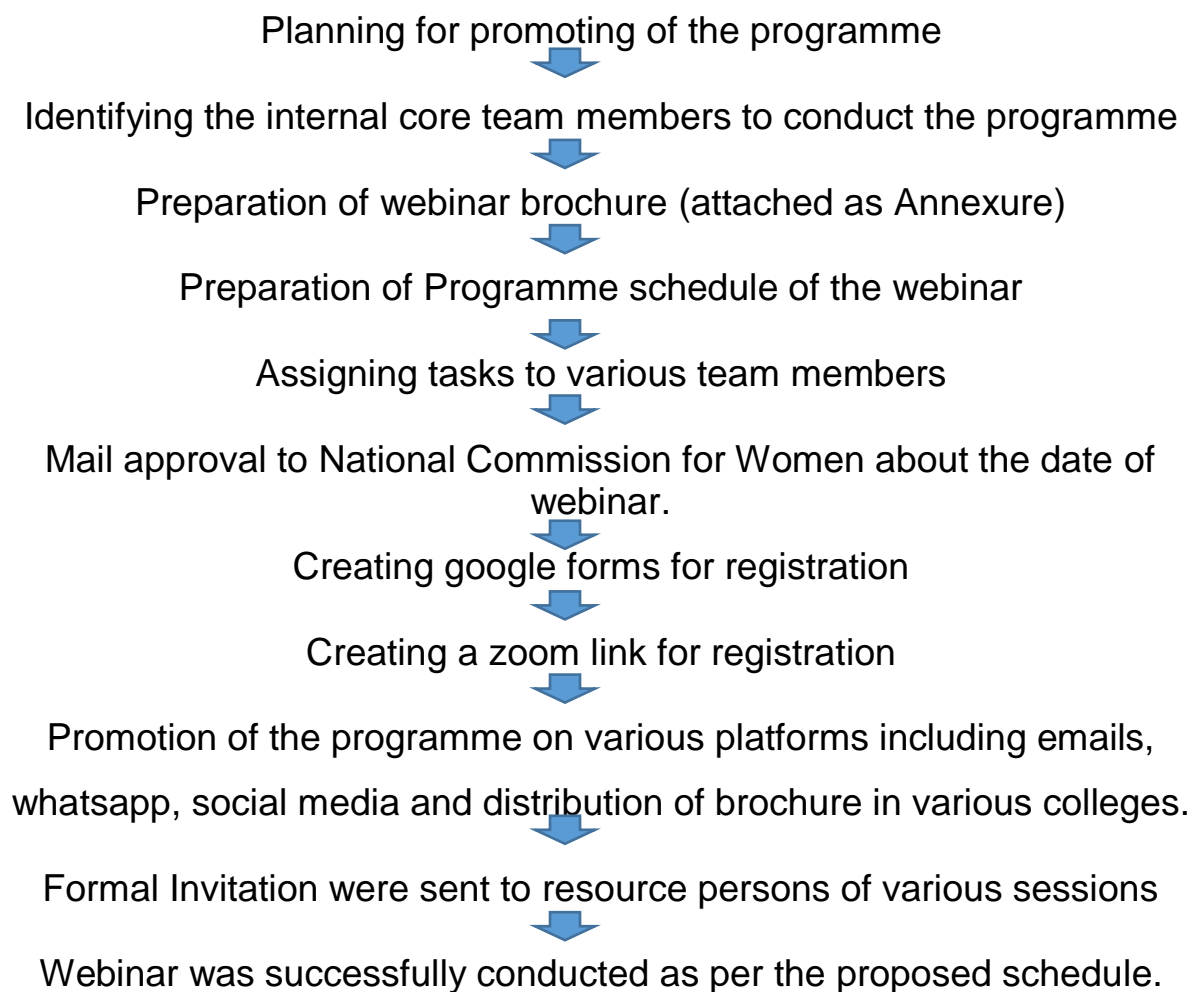 Planning for promoting of the programme
Identifying the internal core team members to conduct the programme
Preparation of webinar brochure (attached as Annexure)
Preparation of Programme schedule of the webinar
Assigning tasks to various team members
Mail approval to National Commission for Women about the date of
webinar.
Creating google forms for registration
Creating a zoom link for registration
Promotion of the programme on various platforms including emails,
whatsapp, social media and distribution of brochure in various colleges.
Formal Invitation were sent to resource persons of various sessions
Webinar was successfully conducted as per the proposed schedule.